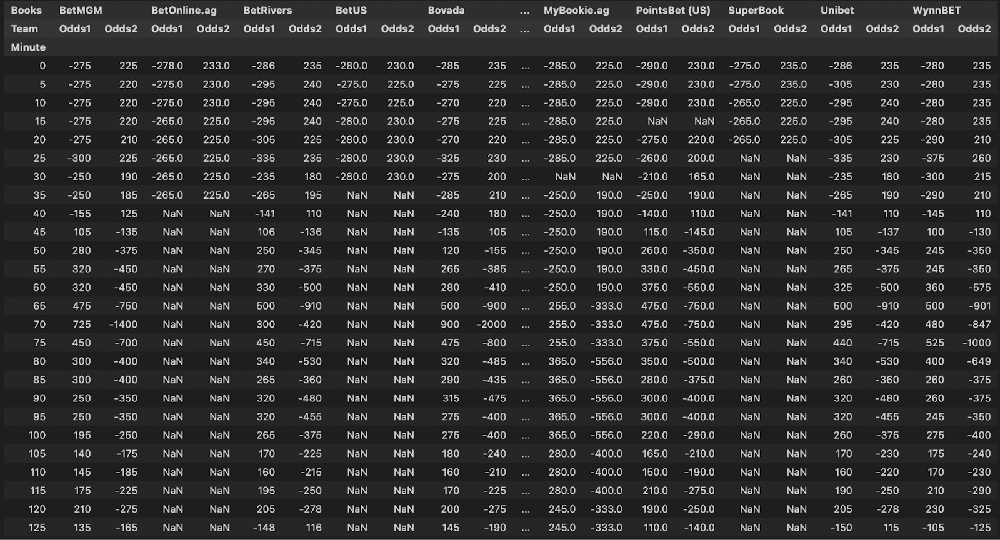 Books BetMGM BetOnline.ag BetRivers BetUS Bovada ... MyBookie.ag PointsBet (US) SuperBook Unibet WynnBET
Team Odds1 Odds2 Odds1 Odds2 Odds1 Odds2 Odds1 Odds2 Odds1 Odds2 ... Odds1 Odds2 Odds1 Odds2 Odds1 Odds2 Odds1 Odds2 Odds1 Odds2
Minute
0 -275 225 -278.0 233.0 -286 235 -280.0 230.0 -285 235 ... -285.0 225.0 -290.0 230.0 -275.0 235.0 -286 235 -280 235
5 -275 220 -275.0 230.0 -295 240 -275.0 225.0 -275 225 ... -285.0 225.0 -290.0 230.0 -275.0 235.0 -305 230 -280 235
10 -275 220 -275.0 230.0 -295 240 -275.0 225.0 -270 220 ... -285.0 225.0 -290.0 230.0 -265.0 225.0 -295 240 -280 235
15 -275 220 -265.0 225.0 -295 240 -280.0 230.0 -275 225 ... -285.0 225.0 NaN NaN -265.0 225.0 -295 240 -280 235
20 -275 210 -265.0 225.0 -305 225 -280.0 230.0 -270 220 ... -285.0 225.0 -275.0 220.0 -265.0 225.0 -305 225 -290 210
25 -300 225 -265.0 225.0 -335 235 -280.0 230.0 -325 230 ... -285.0 225.0 -260.0 200.0 NaN NaN -335 230 -375 260
30 -250 190 -265.0 225.0 -235 180 -280.0 230.0 -275 200 ... NaN NaN -210.0 165.0 NaN NaN -235 180 -300 215
35 -250 185 -265.0 225.0 -265 195 NaN NaN -285 210 ... -250.0 190.0 -250.0 190.0 NaN NaN -265 190 -290 210
40 -155 125 NaN NaN -141 110 NaN NaN -240 180 ... -250.0 190.0 -140.0 110.0 NaN NaN -141 110 -145 110
45 105 -135 NaN NaN 106 -136 NaN NaN -135 105 ... -250.0 190.0 115.0 -145.0 NaN NaN 105 -137 100 -130
50 280 -375 NaN NaN 250 -345 NaN NaN 120 -155 ... -250.0 190.0 260.0 -350.0 NaN NaN 250 -345 245 -350
55 320 -450 NaN NaN 270 -375 NaN NaN 265 -385 ... -250.0 190.0 330.0 -450.0 NaN NaN 265 -375 245 -350
60 320 -450 NaN NaN 330 -500 NaN NaN 280 -410 ... -250.0 190.0 375.0 -550.0 NaN NaN 325 -500 360 -575
65 475 -750 NaN NaN 500 -910 NaN NaN 500 -900 ... 255.0 -333.0 475.0 -750.0 NaN NaN 500 -910 500 -901
70 725 -1400 NaN NaN 300 -420 NaN NaN 900 -2000 ... 255.0 -333.0 475.0 -750.0 NaN NaN 295 -420 480 -847
75 450 -700 NaN NaN 450 -715 NaN NaN 475 -800 ... 255.0 -333.0 375.0 -550.0 NaN NaN 440 -715 525 -1000
80 300 -400 NaN NaN 340 -530 NaN NaN 320 -485 ... 365.0 -556.0 350.0 -500.0 NaN NaN 340 -530 400 -649
85 300 -400 NaN NaN 265 -360 NaN NaN 290 -435 ... 365.0 -556.0 280.0 -375.0 NaN NaN 260 -360 260 -375
90 250 -350 NaN NaN 320 -480 NaN NaN 315 -475 ... 365.0 -556.0 300.0 -400.0 NaN NaN 320 -480 260 -375
95 250 -350 NaN NaN 320 -455 NaN NaN 275 -400 ... 365.0 -556.0 300.0 -400.0 NaN NaN 320 -455 245 -350
100 195 -250 NaN NaN 265 -375 NaN NaN 275 -400 ... 365.0 -556.0 220.0 -290.0 NaN NaN 260 -375 275 -400
105 140 -175 NaN NaN 170 -225 NaN NaN 180 -240 ... 280.0 -400.0 165.0 -210.0 NaN NaN 170 -230 175 -240
110 145 -185 NaN NaN 160 -215 NaN NaN 160 -210 ... 280.0 -400.0 150.0 -190.0 NaN NaN 160 -220 170 -230
115 175 -225 NaN NaN 195 -250 NaN NaN 170 -225 ... 280.0 -400.0 210.0 -275.0 NaN NaN 190 -250 210 -290
120 210 -275 NaN NaN 205 -278 NaN NaN 200 -275 ... 245.0 -333.0 190.0 -250.0 NaN NaN 205 -278 230 -325
125 135 -165 NaN NaN -148 116 NaN NaN 145 -190 ... 245.0 -333.0 110.0 -140.0 NaN NaN -150 115 -105 -125